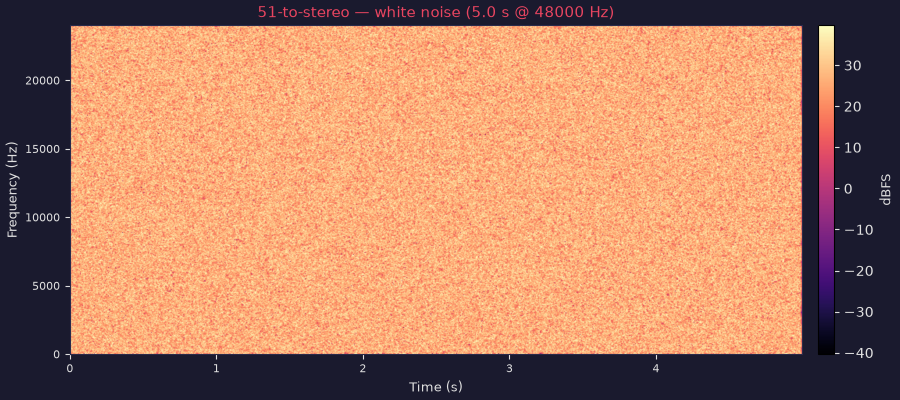 51-to-stereo — white noise (5.0 s @ 48000 Hz)
20000
15000
10000
5000
0
Frequency (Hz)
0 1 2 3 4
Time (s)
30
20
10
0
−10
−20
−30
−40
dBFS